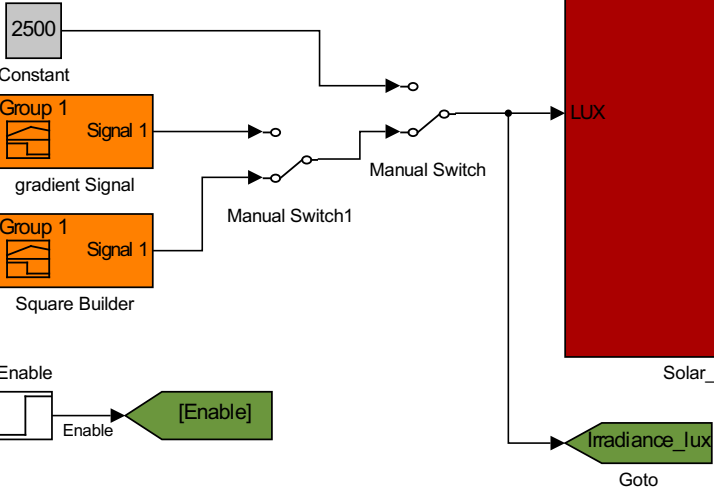 2500
Constant
Group 1
Signal 1
gradient Signal
Group 1
Signal 1
Square Builder
Manual Switch1
Manual Switch
LUX
Solar_
Enable
Enable
[Enable]
Irradiance_lux
Goto